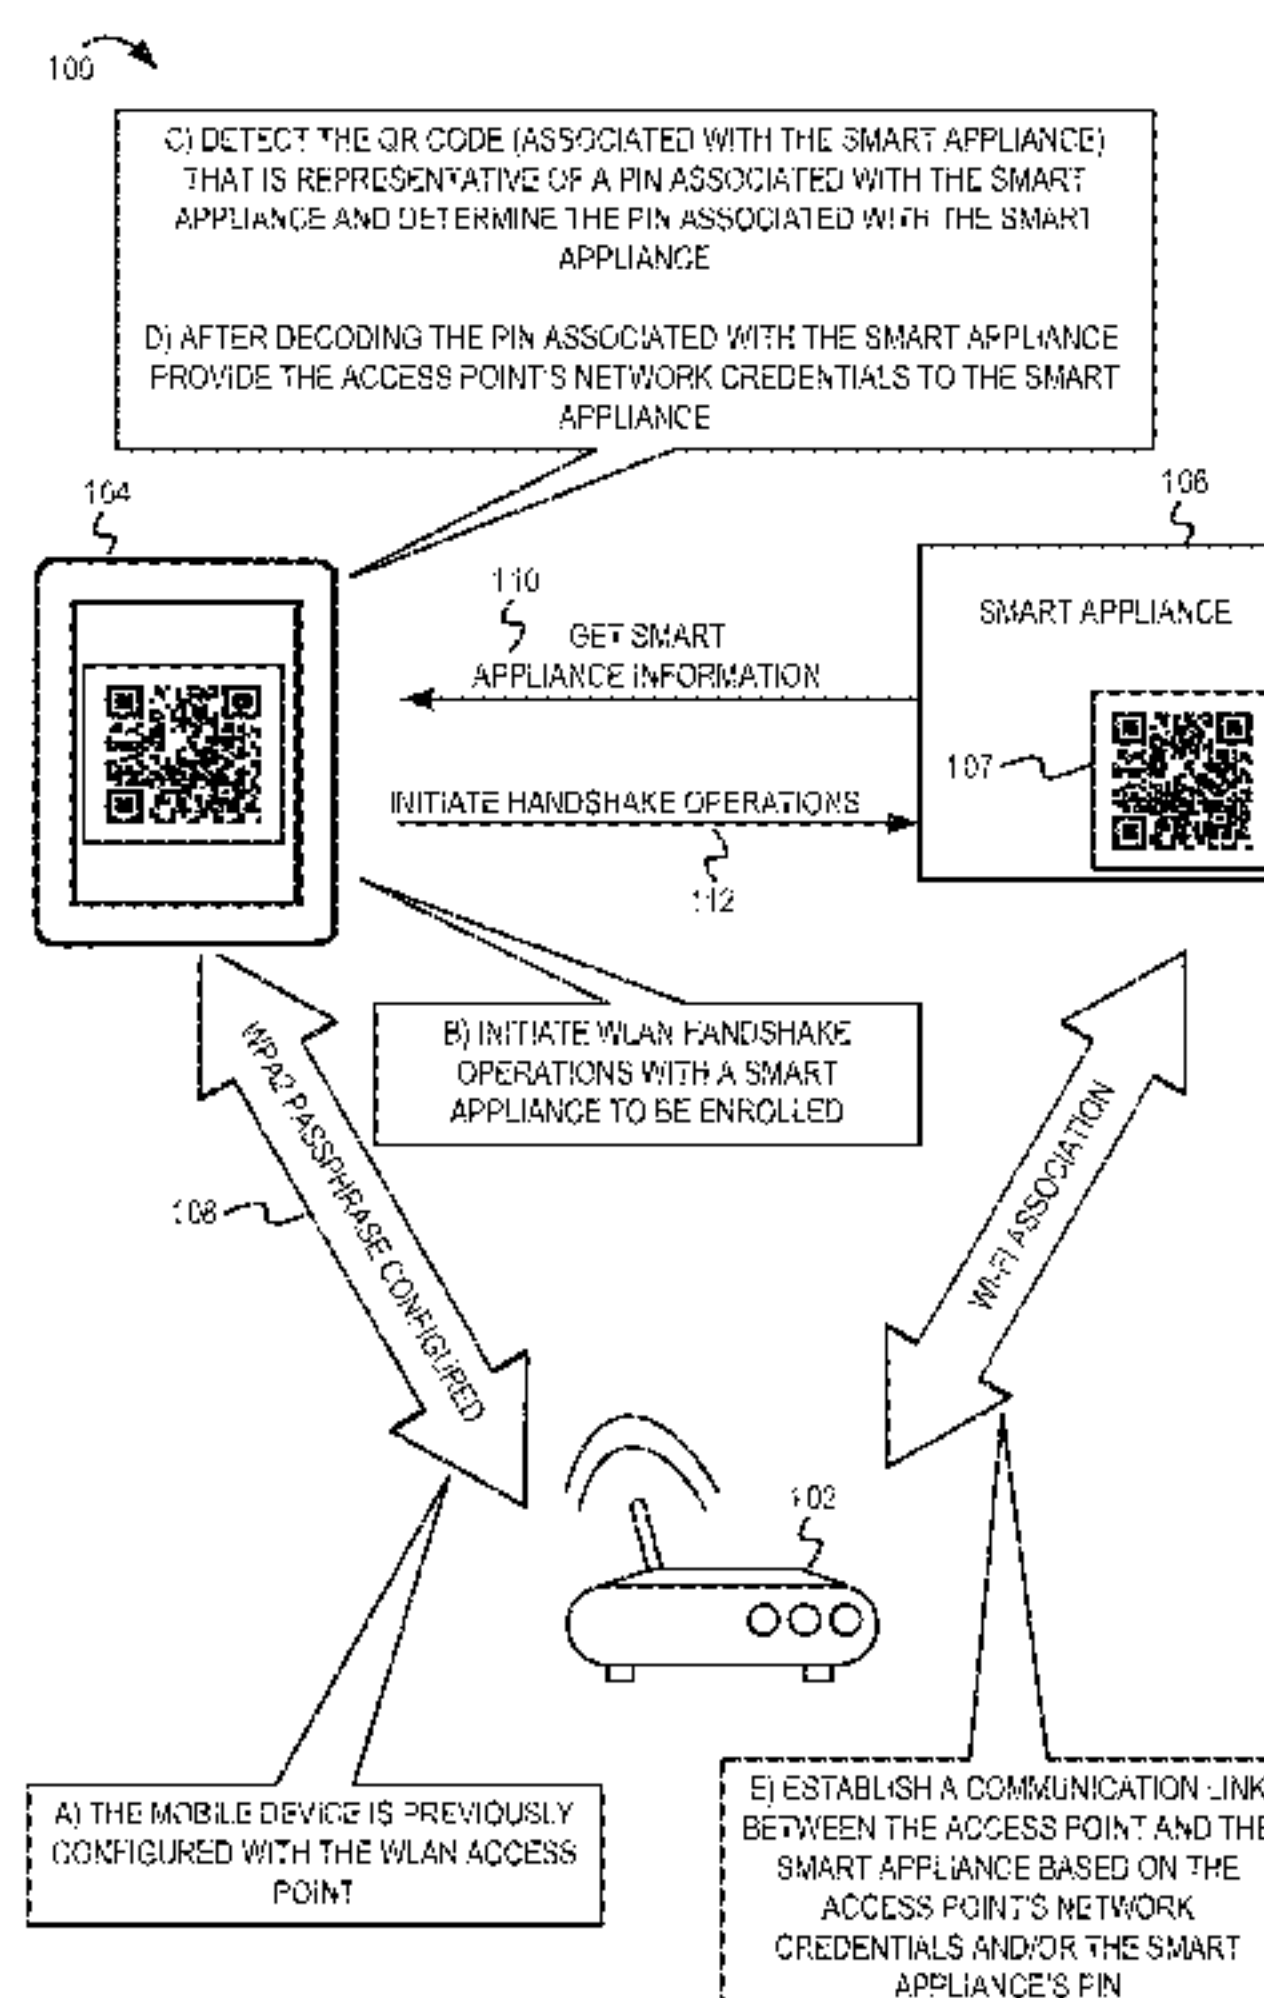 100
C) DETECT THE QR CODE (ASSOCIATED WITH THE SMART APPLIANCE)
THAT IS REPRESENTATIVE OF A PIN ASSOCIATED WITH THE SMART
APPLIANCE AND DETERMINE THE PIN ASSOCIATED WITH THE SMART
APPLIANCE
D) AFTER DECODING THE PIN ASSOCIATED WITH THE SMART APPLIANCE
PROVIDE THE ACCESS POINT'S NETWORK CREDENTIALS TO THE SMART
APPLIANCE
104
106
110
SMART APPLIANCE
GET SMART
APPLIANCE INFORMATION
107
INITIATE HANDSHAKE OPERATIONS
112
B) INITIATE WLAN HANDSHAKE
OPERATIONS WITH A SMART
APPLIANCE TO BE ENROLLED
WPA2 PASSPHRASE CONFIGURED
WI-FI ASSOCIATION
108
102
A) THE MOBILE DEVICE IS PREVIOUSLY
CONFIGURED WITH THE WLAN ACCESS
POINT
E) ESTABLISH A COMMUNICATION LINK
BETWEEN THE ACCESS POINT AND THE
SMART APPLIANCE BASED ON THE
ACCESS POINT'S NETWORK
CREDENTIALS AND/OR THE SMART
APPLIANCE'S PIN